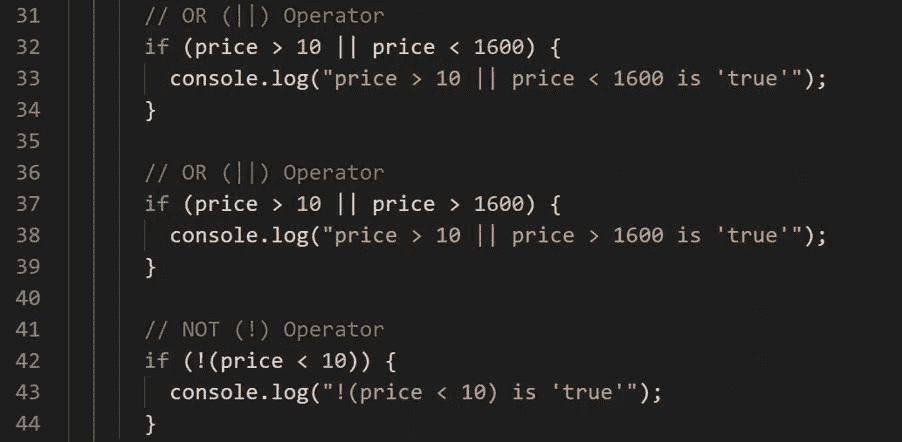 31 // OR (||) Operator
32 if (price > 10 || price < 1600) {
33 console.log("price > 10 || price < 1600 is 'true'");
34 }
35
36 // OR (||) Operator
37 if (price > 10 || price > 1600) {
38 console.log("price > 10 || price > 1600 is 'true'");
39 }
40
41 // NOT (!) Operator
42 if (!(price < 10)) {
43 console.log("!(price < 10) is 'true'");
44 }